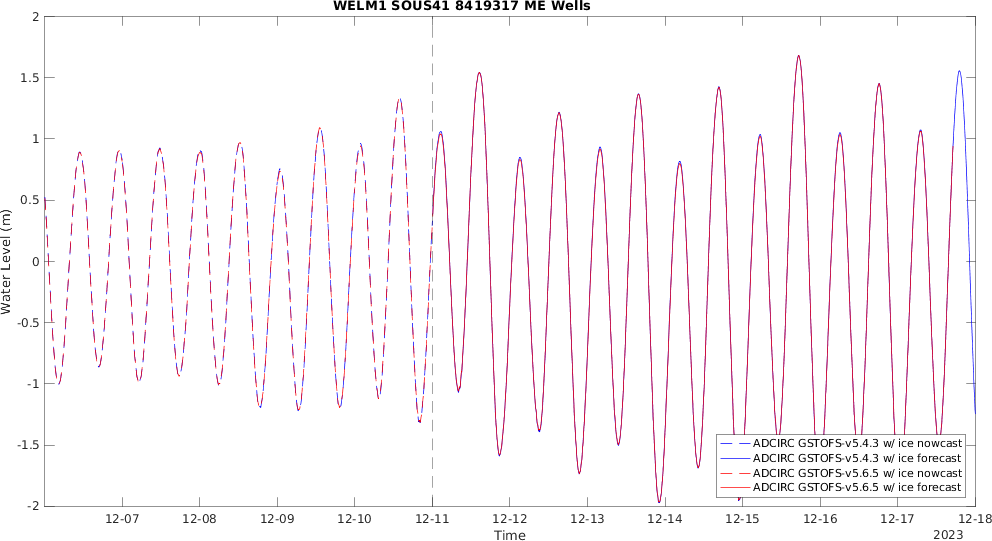 WELM1 SOUS41 8419317 ME Wells
2
1.5
1
0.5
0
-0.5
-1
-1.5
-2
Water Level (m)
ADCIRC GSTOFS-v5.4.3 w/ ice nowcast
ADCIRC GSTOFS-v5.4.3 w/ ice forecast
ADCIRC GSTOFS-v5.6.5 w/ ice nowcast
ADCIRC GSTOFS-v5.6.5 w/ ice forecast
12-07 12-08 12-09 12-10 12-11 12-12 12-13 12-14 12-15 12-16 12-17 12-18
Time
2023